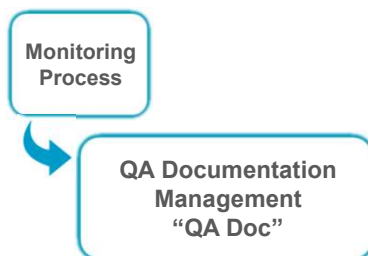 Monitoring
Process
QA Documentation
Management
“QA Doc”